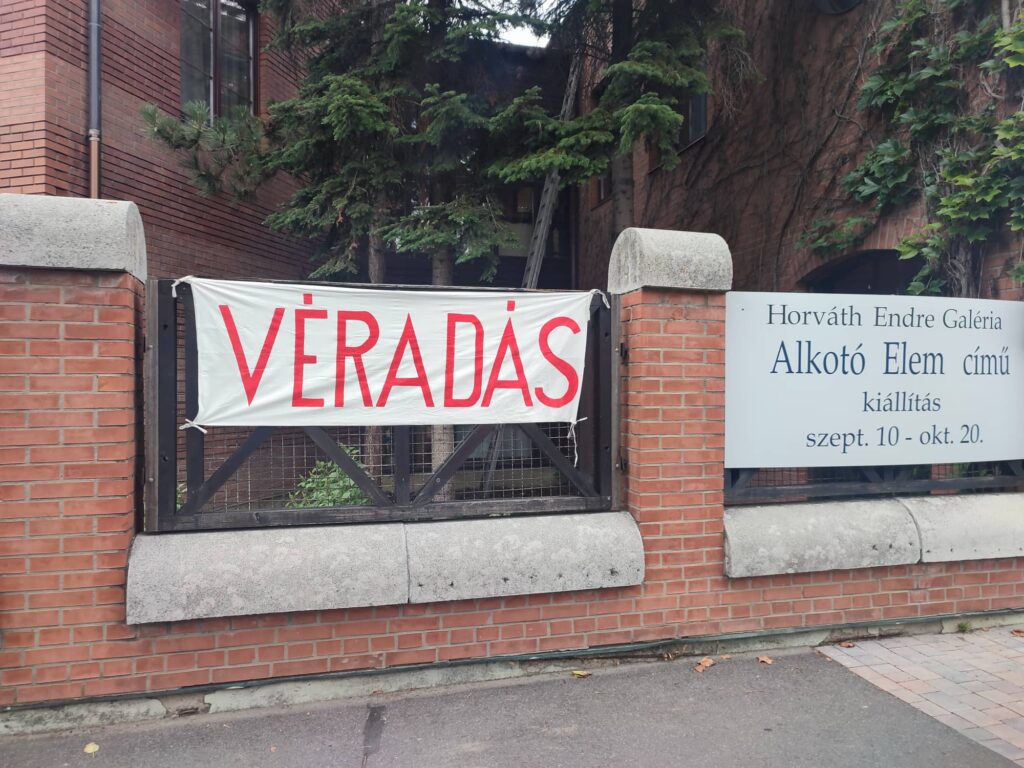 VÉRADÁS
Horváth Endre Galéria
Alkotó Elem című
kiállítás
szept. 10 - okt. 20.